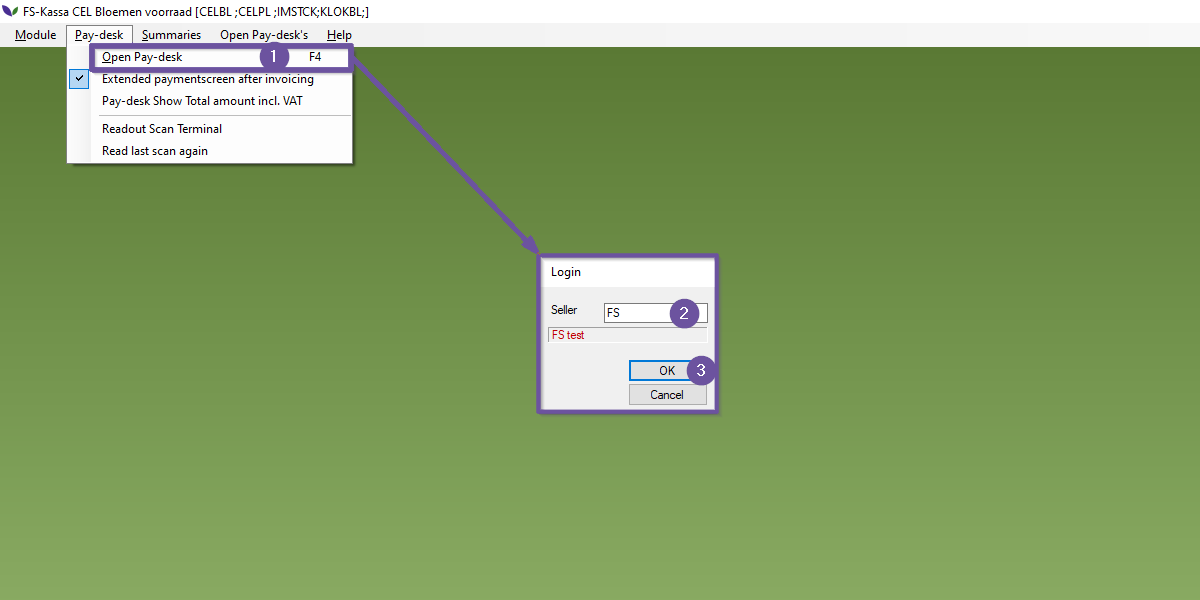 FS-Kassa CEL Bloemen voorraad [CELBL ;CELPL ;IMSTCK;KLOKBL;]
Module Pay-desk Summaries Open Pay-desk's Help
Open Pay-desk 1 F4
Extended paymentscreen after invoicing
Pay-desk Show Total amount incl. VAT
Readout Scan Terminal
Read last scan again
Login
Seller FS 2
FS test
OK 3
Cancel